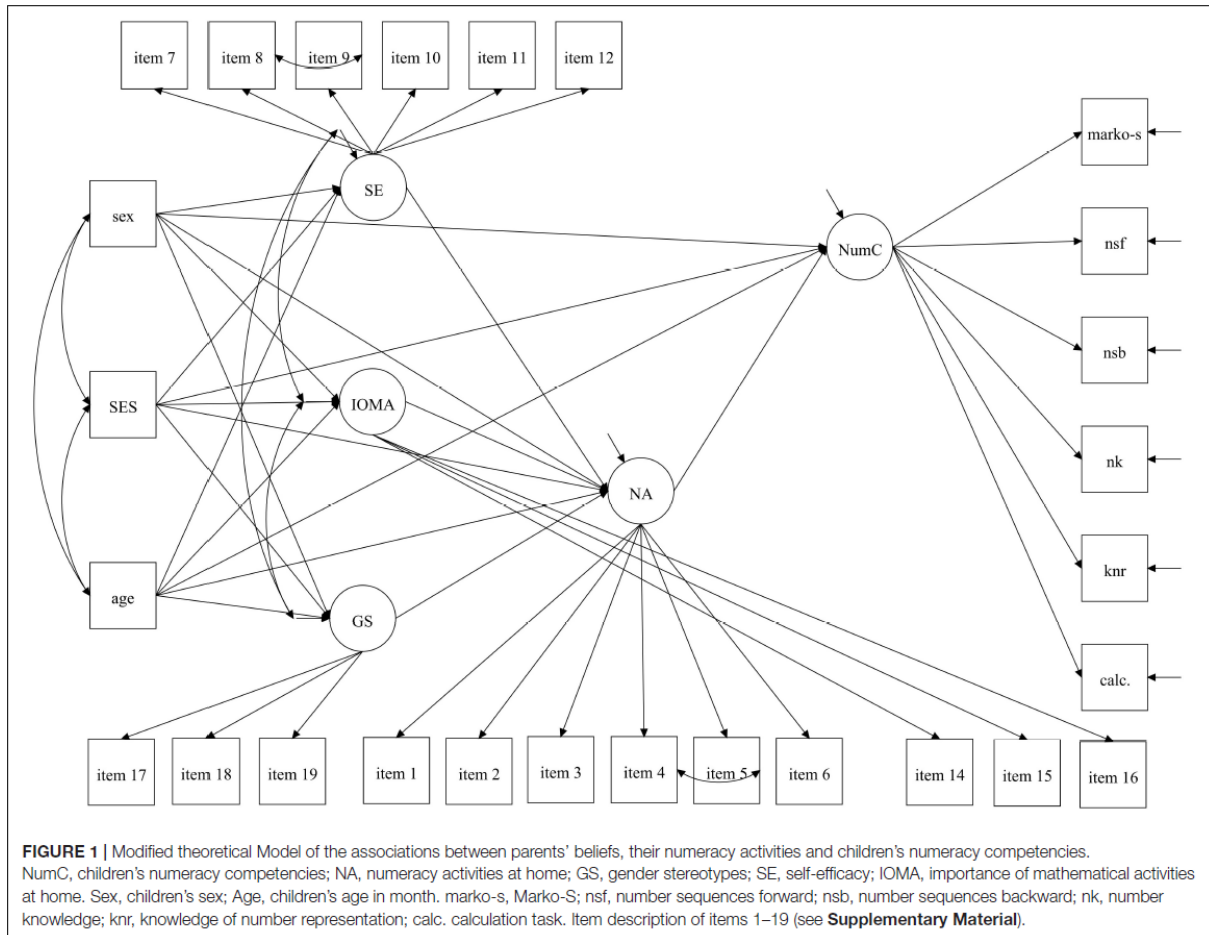 item 7
item 8
item 9
item 10
item 11
item 12
marko-s
SE
sex
nsf
NumC
nsb
SES
IOMA
nk
NA
knr
age
GS
calc.
item 17
item 18
item 19
item 1
item 2
item 3
item 4
item 5
item 6
item 14
item 15
item 16
FIGURE 1 | Modified theoretical Model of the associations between parents' beliefs, their numeracy activities and children's numeracy competencies.
NumC, children's numeracy competencies; NA, numeracy activities at home; GS, gender stereotypes; SE, self-efficacy; IOMA, importance of mathematical activities
at home. Sex, children's sex; Age, children's age in month. marko-s, Marko-S; nsf, number sequences forward; nsb, number sequences backward; nk, number
knowledge; knr, knowledge of number representation; calc. calculation task. Item description of items 1–19 (see Supplementary Material).